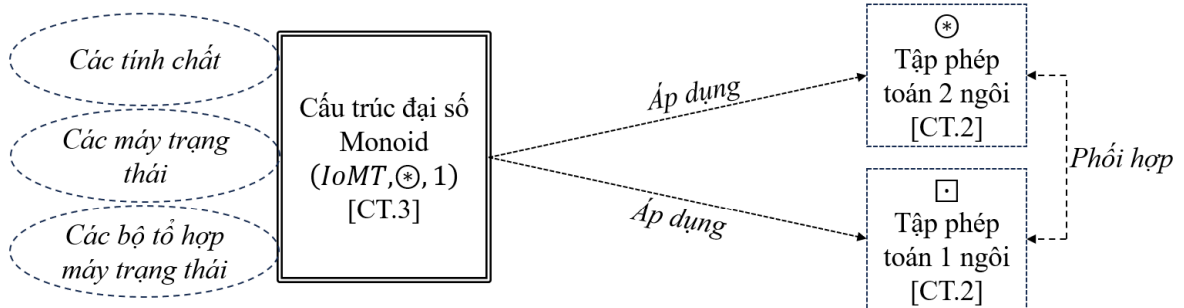 Các tính chất
Các máy trạng
thái
Các bộ tổ hợp
máy trạng thái
Cấu trúc đại số
Monoid
(IoMT,⊛, 1)
[CT.3]
Áp dụng
Áp dụng
⊛
Tập phép
toán 2 ngôi
[CT.2]
⊡
Tập phép
toán 1 ngôi
[CT.2]
Phối hợp